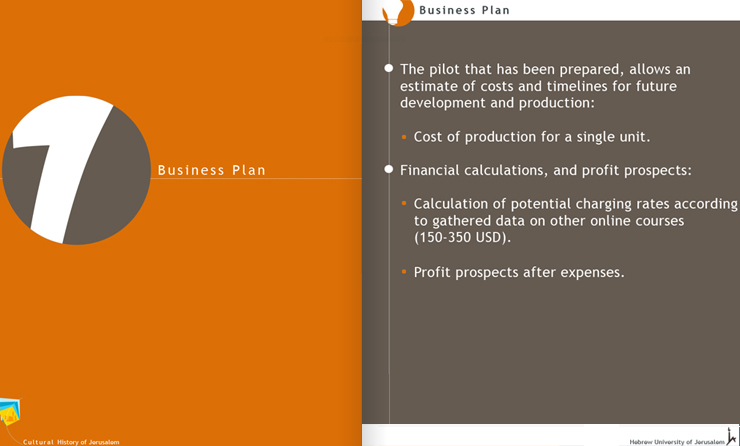 1
Business Plan
Cultural History of Jerusalem
Business Plan
The pilot that has been prepared, allows an
estimate of costs and timelines for future
development and production:
Cost of production for a single unit.
Financial calculations, and profit prospects:
Calculation of potential charging rates according
to gathered data on other online courses
(150-350 USD).
Profit prospects after expenses.
Hebrew University of Jerusalem